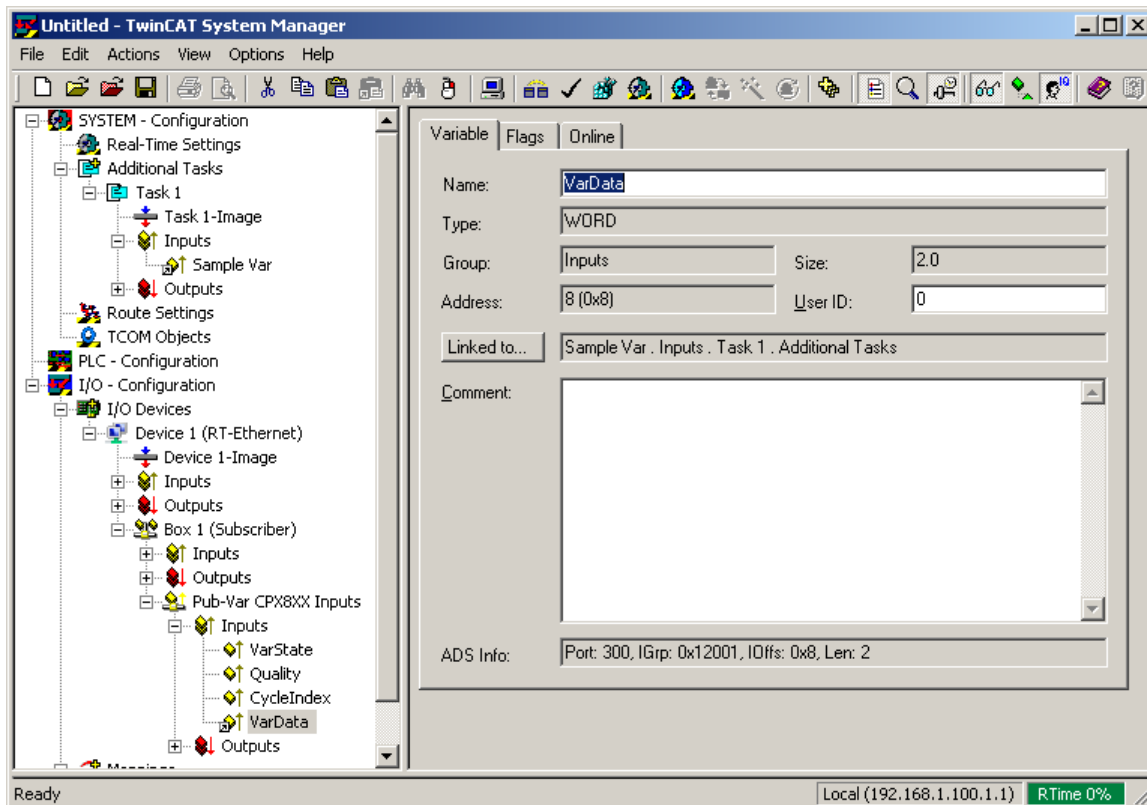 Untitled - TwinCAT System Manager
File Edit Actions View Options Help
SYSTEM - Configuration
Real-Time Settings
Additional Tasks
Task 1
Task 1-Image
Inputs
Sample Var
Outputs
Route Settings
TCOM Objects
PLC - Configuration
I/O - Configuration
I/O Devices
Device 1 (RT-Ethernet)
Device 1-Image
Inputs
Outputs
Box 1 (Subscriber)
Inputs
Outputs
Pub-Var CPX8XX Inputs
Inputs
VarState
Quality
CycleIndex
VarData
Outputs
Variable Flags Online
Name: VarData
Type: WORD
Group: Inputs Size: 2.0
Address: 8 (0x8) User ID: 0
Linked to... Sample Var . Inputs . Task 1 . Additional Tasks
Comment:
ADS Info: Port: 300, IGrp: 0x12001, IOffs: 0x8, Len: 2
Ready Local (192.168.1.100.1.1) RTime 0%